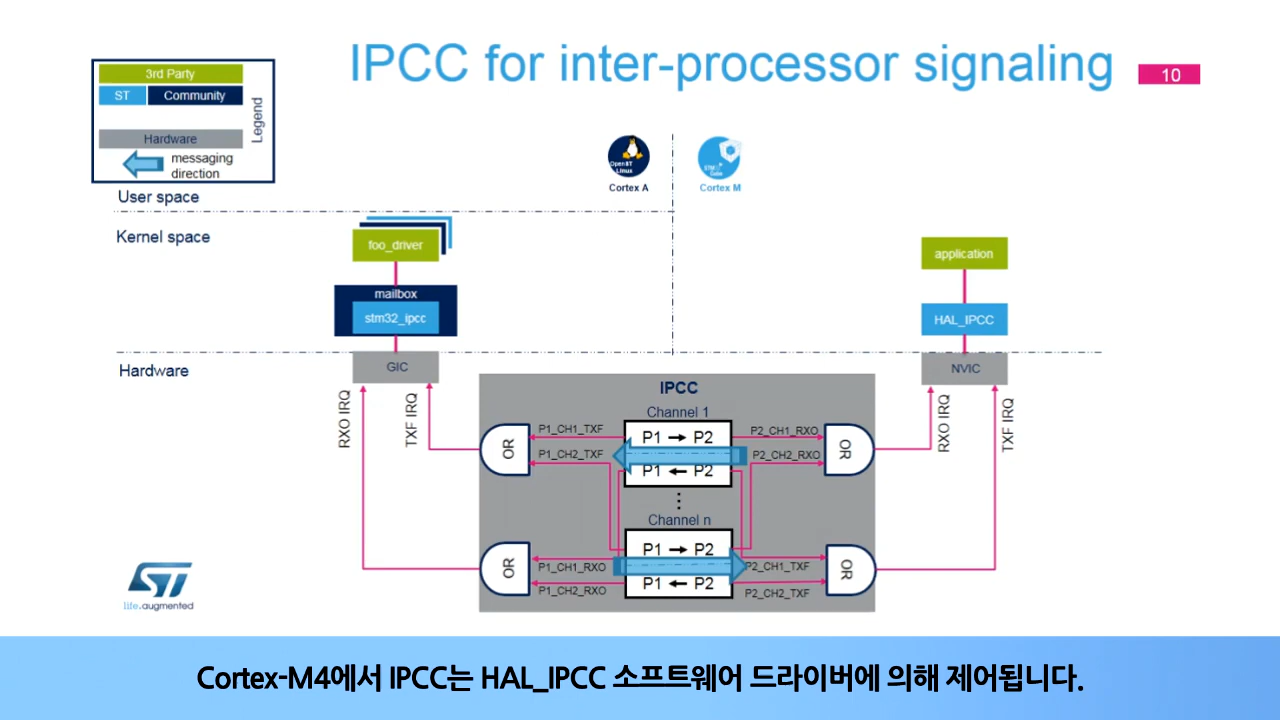 IPCC for inter-processor signaling
10
3rd Party
ST
Community
Hardware
messaging
direction
Legend
OpenST
Linux
Cortex A
Cortex M
User space
Kernel space
foo_driver
mailbox
stm32_ipcc
application
HAL_IPCC
Hardware
GIC
NVIC
RXO IRQ
TXF IRQ
RXO IRQ
TXF IRQ
IPCC
Channel 1
P1 → P2
P1 ← P2
⋮
Channel n
P1 → P2
P1 ← P2
OR
OR
OR
OR
P1_CH1_TXF
P1_CH2_TXF
P2_CH1_RXO
P2_CH2_RXO
P1_CH1_RXO
P1_CH2_RXO
P2_CH1_TXF
P2_CH2_TXF
ST
life.augmented
Cortex-M4에서 IPCC는 HAL_IPCC 소프트웨어 드라이버에 의해 제어됩니다.